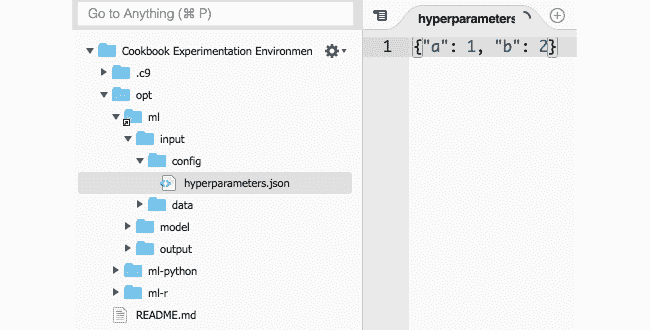 Go to Anything (⌘ P)
Cookbook Experimentation Environmen
.c9
opt
ml
input
config
hyperparameters.json
data
model
output
ml-python
ml-r
README.md
hyperparameters
1 {"a": 1, "b": 2}